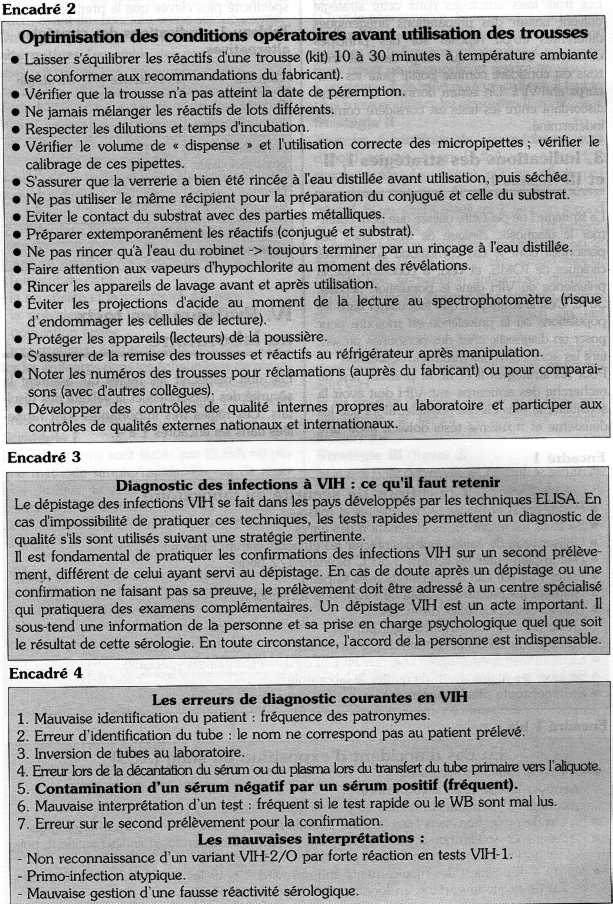 Encadré 2
Optimisation des conditions opératoires avant utilisation des trousses
● Laisser s'équilibrer les réactifs d'une trousse (kit) 10 à 30 minutes à température ambiante
(se conformer aux recommandations du fabricant).
● Vérifier que la trousse n'a pas atteint la date de péremption.
● Ne jamais mélanger les réactifs de lots différents.
● Respecter les dilutions et temps d'incubation.
● Vérifier le volume de « dispense » et l'utilisation correcte des micropipettes ; vérifier le
calibrage de ces pipettes.
● S'assurer que la verrerie a bien été rincée à l'eau distillée avant utilisation, puis séchée.
● Ne pas utiliser le même récipient pour la préparation du conjugué et celle du substrat.
● Eviter le contact du substrat avec des parties métalliques.
● Préparer extemporanément les réactifs (conjugué et substrat).
● Ne pas rincer qu'à l'eau du robinet -> toujours terminer par un rinçage à l'eau distillée.
● Faire attention aux vapeurs d'hypochlorite au moment des révélations.
● Rincer les appareils de lavage avant et après utilisation.
● Éviter les projections d'acide au moment de la lecture au spectrophotomètre (risque
d'endommager les cellules de lecture).
● Protéger les appareils (lecteurs) de la poussière.
● S'assurer de la remise des trousses et réactifs au réfrigérateur après manipulation.
● Noter les numéros des trousses pour réclamations (auprès du fabricant) ou pour comparai-
sons (avec d'autres collègues).
● Développer des contrôles de qualité internes propres au laboratoire et participer aux
contrôles de qualités externes nationaux et internationaux.
Encadré 3
Diagnostic des infections à VIH : ce qu'il faut retenir
Le dépistage des infections VIH se fait dans les pays développés par les techniques ELISA. En
cas d'impossibilité de pratiquer ces techniques, les tests rapides permettent un diagnostic de
qualité s'ils sont utilisés suivant une stratégie pertinente.
Il est fondamental de pratiquer les confirmations des infections VIH sur un second prélève-
ment, différent de celui ayant servi au dépistage. En cas de doute après un dépistage ou une
confirmation ne faisant pas sa preuve, le prélèvement doit être adressé à un centre spécialisé
qui pratiquera des examens complémentaires. Un dépistage VIH est un acte important. Il
sous-tend une information de la personne et sa prise en charge psychologique quel que soit
le résultat de cette sérologie. En toute circonstance, l'accord de la personne est indispensable.
Encadré 4
Les erreurs de diagnostic courantes en VIH
1. Mauvaise identification du patient : fréquence des patronymes.
2. Erreur d'identification du tube : le nom ne correspond pas au patient prélevé.
3. Inversion de tubes au laboratoire.
4. Erreur lors de la décantation du sérum ou du plasma lors du transfert du tube primaire vers l'aliquote.
5. Contamination d'un sérum négatif par un sérum positif (fréquent).
6. Mauvaise interprétation d'un test : fréquent si le test rapide ou le WB sont mal lus.
7. Erreur sur le second prélèvement pour la confirmation.
Les mauvaises interprétations :
- Non reconnaissance d'un variant VIH-2/O par forte réaction en tests VIH-1.
- Primo-infection atypique.
- Mauvaise gestion d'une fausse réactivité sérologique.